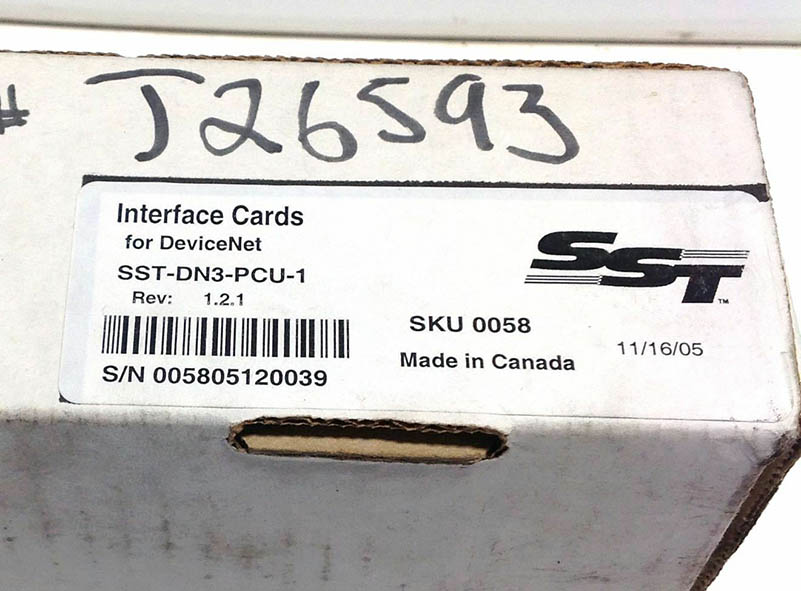 # J26593
Interface Cards
for DeviceNet
SST-DN3-PCU-1
Rev: 1.2.1
S/N 005805120039
SST™
SKU 0058
Made in Canada
11/16/05